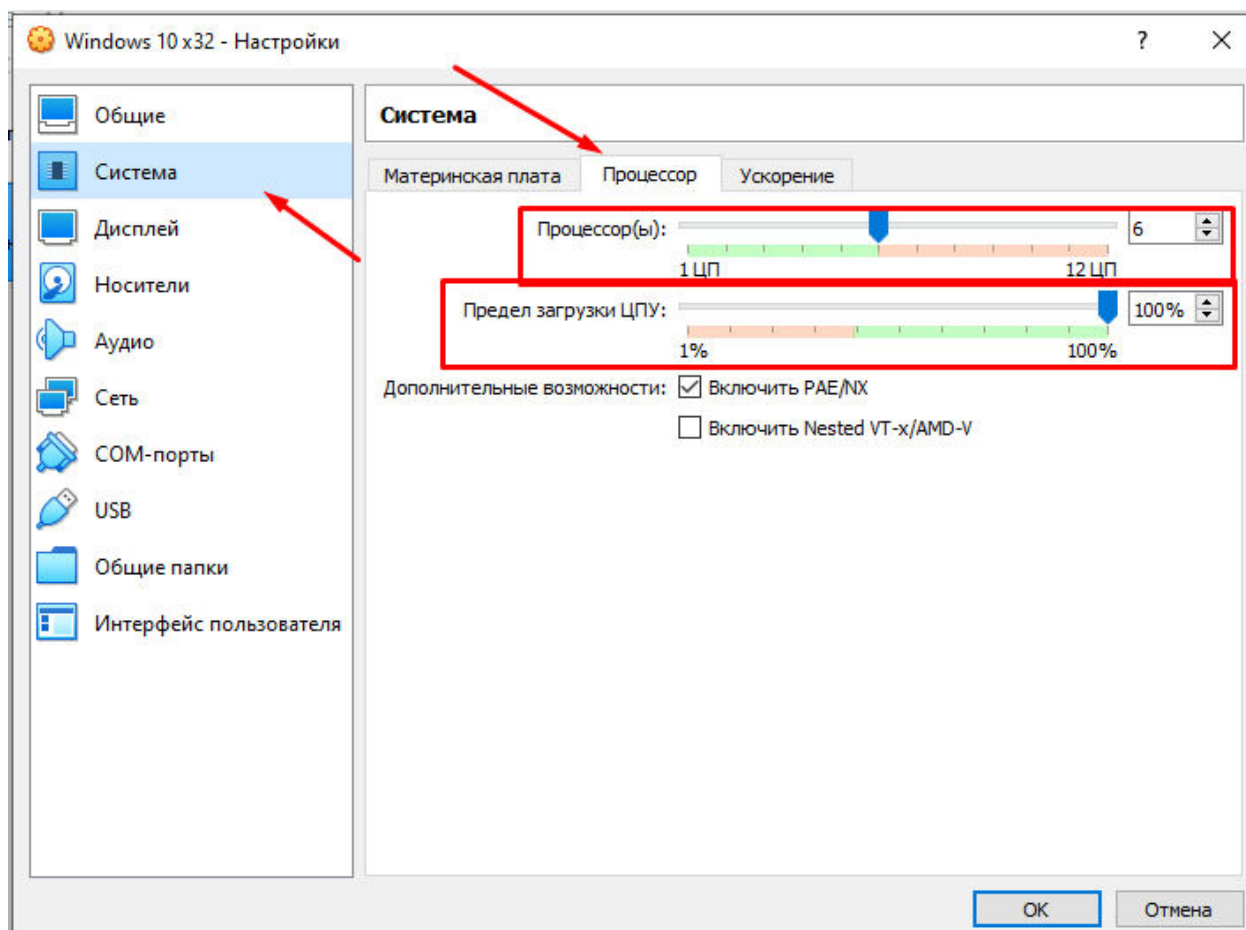 Windows 10 x32 - Настройки
?
Общие
Система
Дисплей
Носители
Аудио
Сеть
COM-порты
USB
Общие папки
Интерфейс пользователя
Система
Материнская плата
Процессор
Ускорение
Процессор(ы):
6
1 ЦП
12 ЦП
Предел загрузки ЦПУ:
100%
1%
100%
Дополнительные возможности:
Включить PAE/NX
Включить Nested VT-x/AMD-V
OK
Отмена